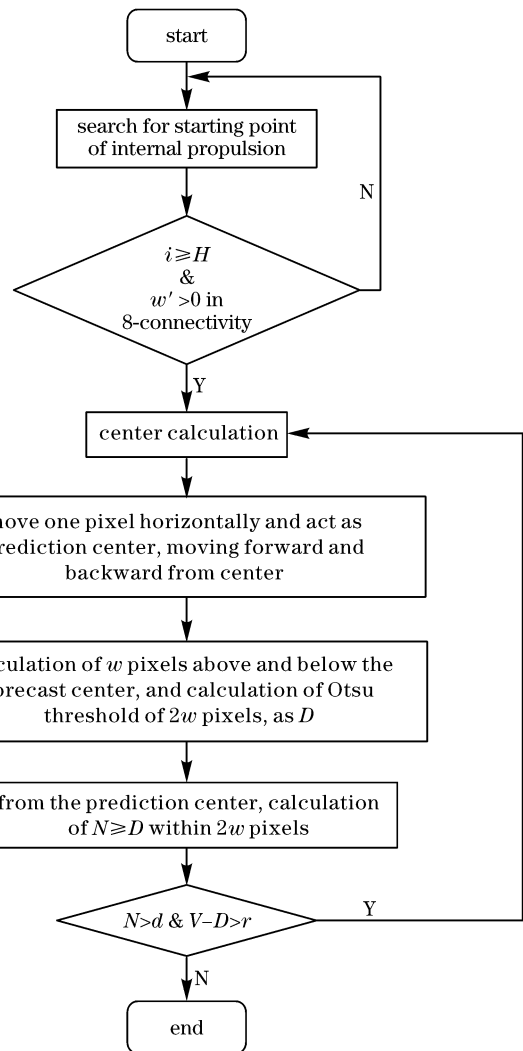 start
search for starting point
of internal propulsion
N
i≥H
&
w′ >0 in
8-connectivity
Y
center calculation
one pixel horizontally and act as
center, moving forward and
backward from center
of w pixels above and below the
center, and calculation of Otsu
threshold of 2w pixels, as D
from the prediction center, calculation
of N≥D within 2w pixels
N>d & V–D>r
Y
N
end